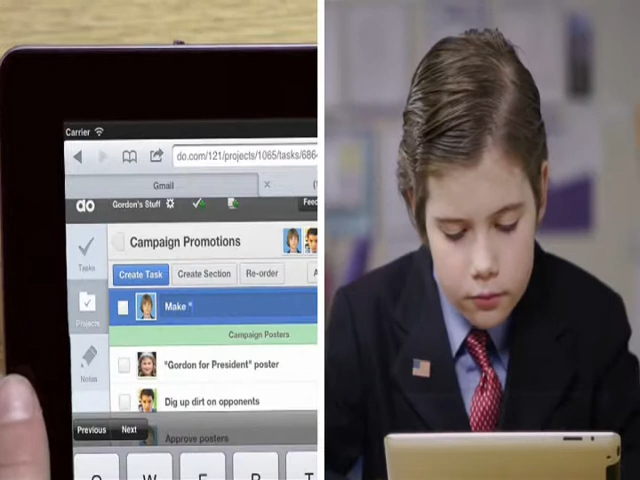 Carrier
do.com/121/projects/1065/tasks/686
Gmail
do
Gordon's Stuff
Feed
Campaign Promotions
Create Task
Create Section
Re-order
A
Tasks
Make "
Campaign Posters
Projects
"Gordon for President" poster
Notes
Dig up dirt on opponents
Previous
Next
Approve posters
Q W E R T